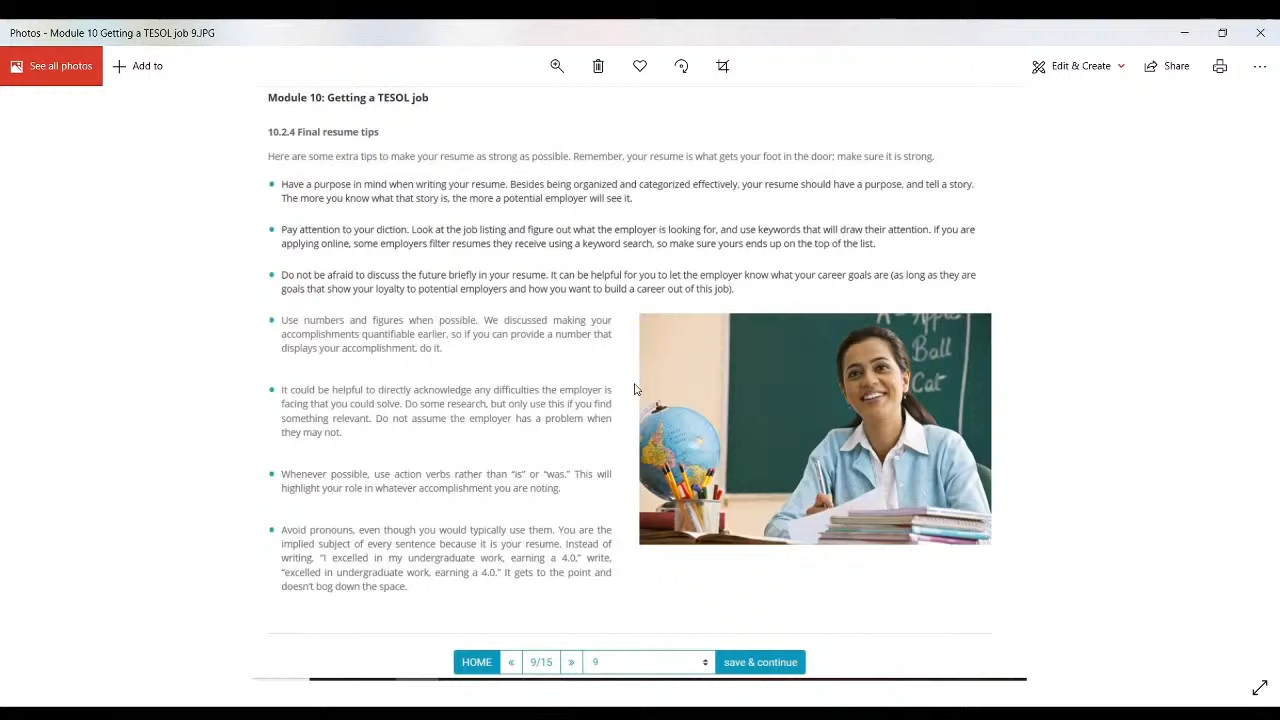 Photos - Module 10 Getting a TESOL job 9.JPG
See all photos
Add to
Edit & Create
Share
Module 10: Getting a TESOL job
10.2.4 Final resume tips
Here are some extra tips to make your resume as strong as possible. Remember, your resume is what gets your foot in the door; make sure it is strong.
Have a purpose in mind when writing your resume. Besides being organized and categorized effectively, your resume should have a purpose, and tell a story.
The more you know what that story is, the more a potential employer will see it.
Pay attention to your diction. Look at the job listing and figure out what the employer is looking for, and use keywords that will draw their attention. If you are
applying online, some employers filter resumes they receive using a keyword search, so make sure yours ends up on the top of the list.
Do not be afraid to discuss the future briefly in your resume. It can be helpful for you to let the employer know what your career goals are (as long as they are
goals that show your loyalty to potential employers and how you want to build a career out of this job).
Use numbers and figures when possible. We discussed making your
accomplishments quantifiable earlier, so if you can provide a number that
displays your accomplishment, do it.
It could be helpful to directly acknowledge any difficulties the employer is
facing that you could solve. Do some research, but only use this if you find
something relevant. Do not assume the employer has a problem when
they may not.
Whenever possible, use action verbs rather than "is" or "was." This will
highlight your role in whatever accomplishment you are noting.
Avoid pronouns, even though you would typically use them. You are the
implied subject of every sentence because it is your resume. Instead of
writing, "I excelled in my undergraduate work, earning a 4.0," write,
"excelled in undergraduate work, earning a 4.0." It gets to the point and
doesn't bog down the space.
Apple
Ball
Cat
HOME
«
9/15
»
9
save & continue